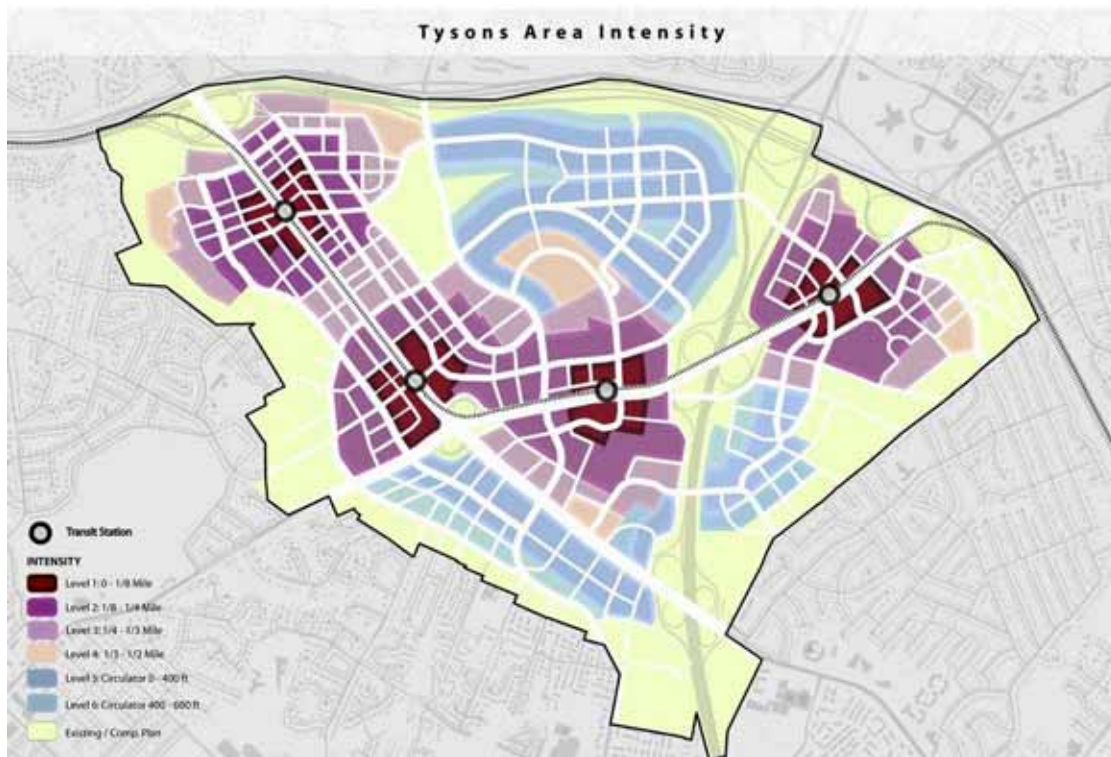 Tysons Area Intensity
Transit Station
INTENSITY
Level 1: 0 - 1/8 Mile
Level 2: 1/8 - 1/4 Mile
Level 3: 1/4 - 1/3 Mile
Level 4: 1/3 - 1/2 Mile
Level 5: Circulator 0 - 400 ft
Level 6: Circulator 400 - 600 ft
Existing / Comp. Plan